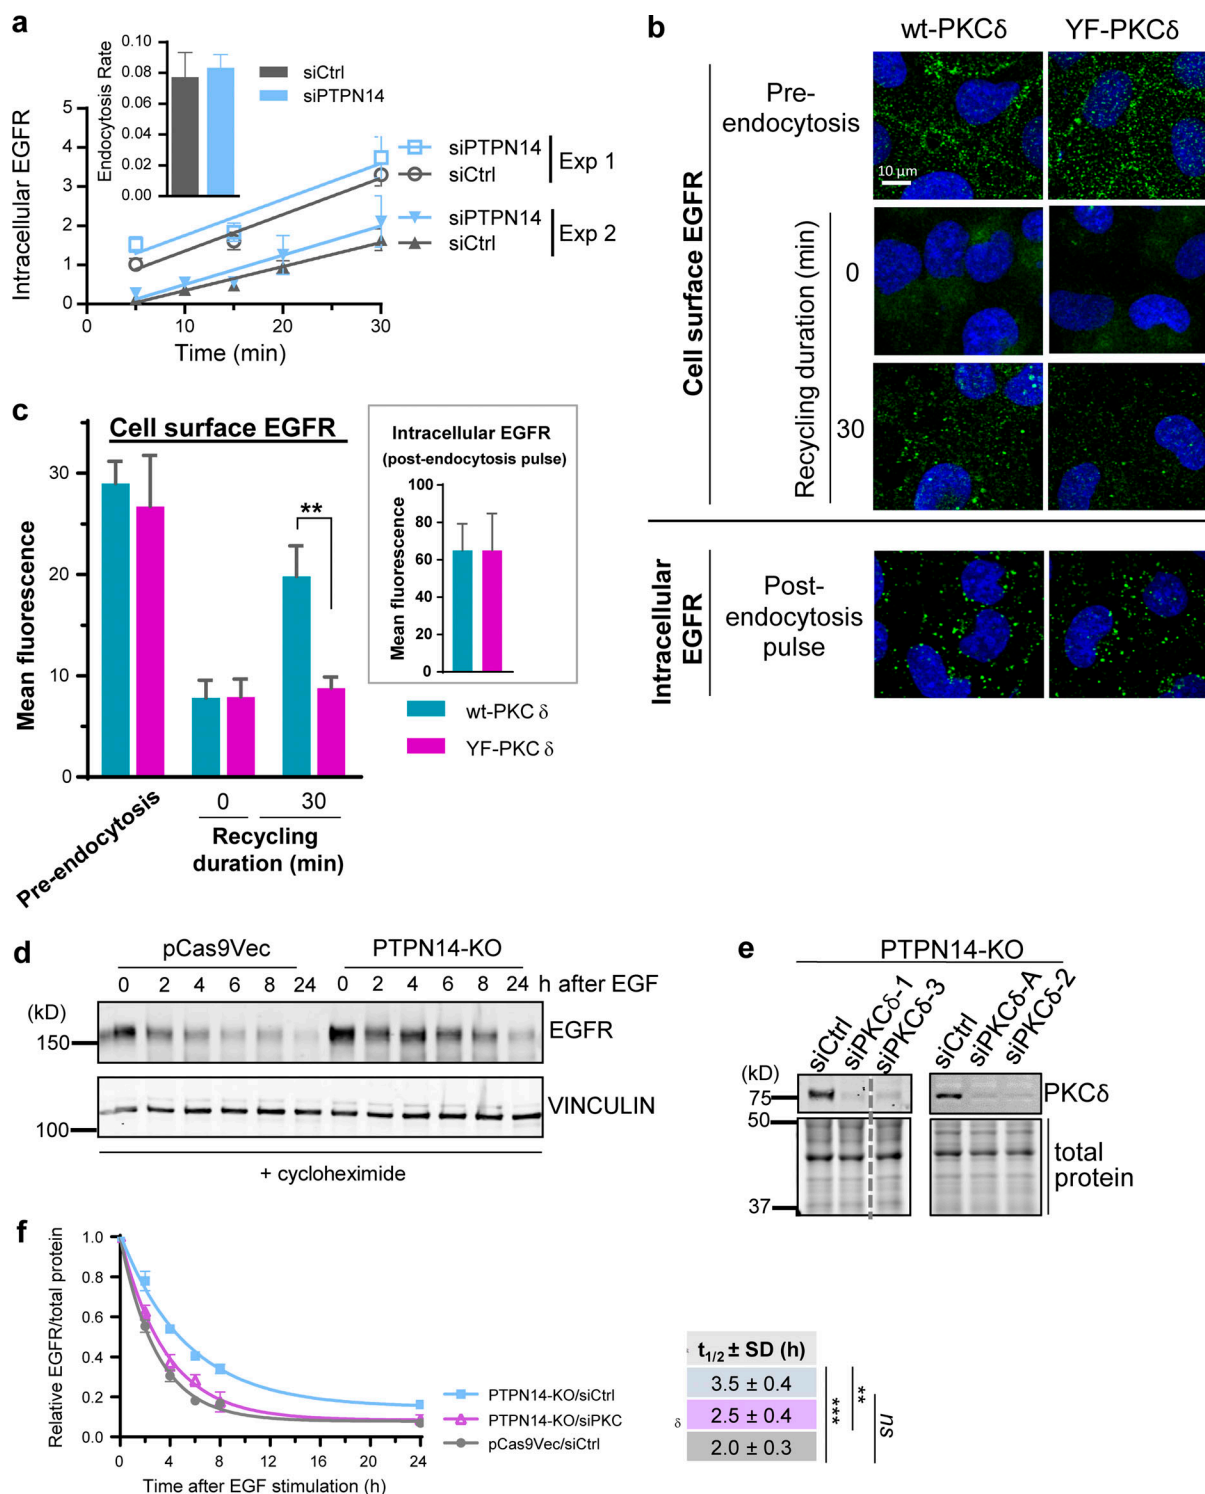 a
0.10
0.08
0.06
0.04
0.02
0.00
Endocytosis Rate
siCtrl
siPTPN14
Intracellular EGFR
5
4
3
2
1
0
0
10
20
30
Time (min)
siPTPN14
siCtrl
Exp 1
siPTPN14
siCtrl
Exp 2
b
wt-PKCδ
YF-PKCδ
Cell surface EGFR
Pre-
endocytosis
10 µm
Recycling duration (min)
0
30
Intracellular
EGFR
Post-
endocytosis
pulse
c
Cell surface EGFR
Mean fluorescence
30
20
10
0
**
Pre-endocytosis
0
30
Recycling
duration (min)
Intracellular EGFR
(post-endocytosis pulse)
Mean fluorescence
100
80
60
40
20
0
wt-PKC δ
YF-PKC δ
d
pCas9Vec
PTPN14-KO
0 2 4 6 8 24 0 2 4 6 8 24 h after EGF
(kD)
150
EGFR
VINCULIN
100
+ cycloheximide
e
PTPN14-KO
siCtrl
siPKCδ-1
siPKCδ-3
siCtrl
siPKCδ-A
siPKCδ-2
(kD)
75
PKCδ
50
total
protein
37
f
Relative EGFR/total protein
1.0
0.8
0.6
0.4
0.2
0.0
0 4 8 12 16 20 24
Time after EGF stimulation (h)
PTPN14-KO/siCtrl
PTPN14-KO/siPKC
pCas9Vec/siCtrl
t1/2 ± SD (h)
3.5 ± 0.4
δ 2.5 ± 0.4
2.0 ± 0.3
***
**
ns